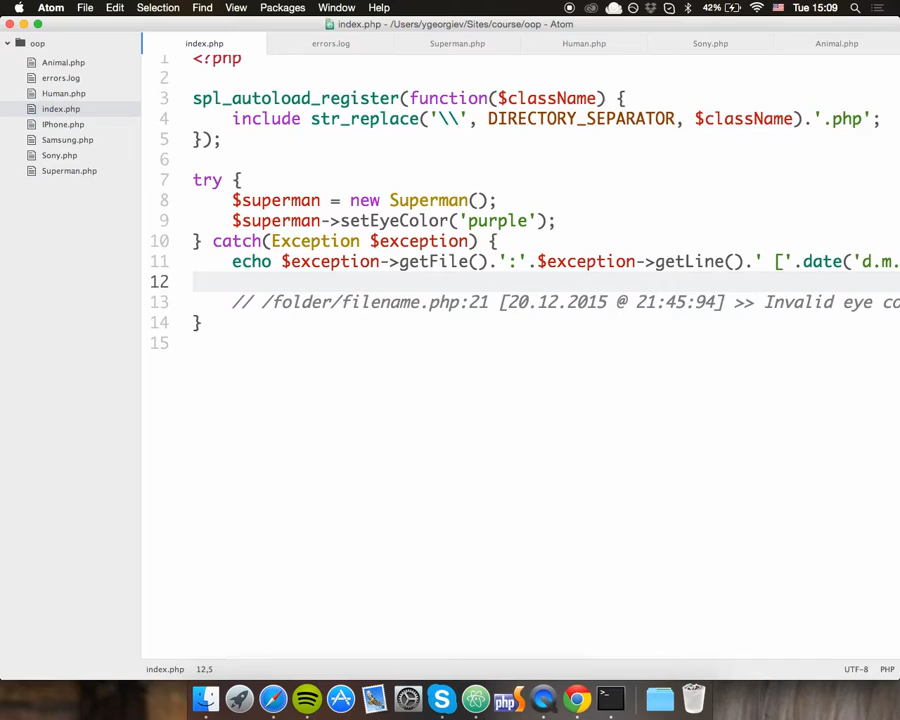 Atom File Edit Selection Find View Packages Window Help 42% Tue 15:09
index.php - /Users/ygeorgiev/Sites/course/oop - Atom
oop
Animal.php
errors.log
Human.php
index.php
IPhone.php
Samsung.php
Sony.php
Superman.php
index.php errors.log Superman.php Human.php Sony.php Animal.php
1 <?php
2
3 spl_autoload_register(function($className) {
4 include str_replace('\\', DIRECTORY_SEPARATOR, $className).'.php';
5 });
6
7 try {
8 $superman = new Superman();
9 $superman->setEyeColor('purple');
10 } catch(Exception $exception) {
11 echo $exception->getFile().':'.$exception->getLine().' ['.date('d.m.
12
13 // /folder/filename.php:21 [20.12.2015 @ 21:45:94] >> Invalid eye co
14 }
15
index.php 12,5 UTF-8 PHP
php